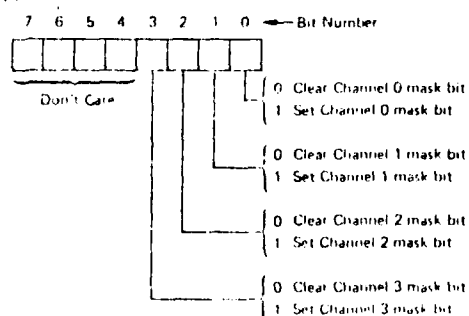 7 6 5 4 3 2 1 0 Bit Number
Don't Care
0 Clear Channel 0 mask bit
1 Set Channel 0 mask bit
0 Clear Channel 1 mask bit
1 Set Channel 1 mask bit
0 Clear Channel 2 mask bit
1 Set Channel 2 mask bit
0 Clear Channel 3 mask bit
1 Set Channel 3 mask bit